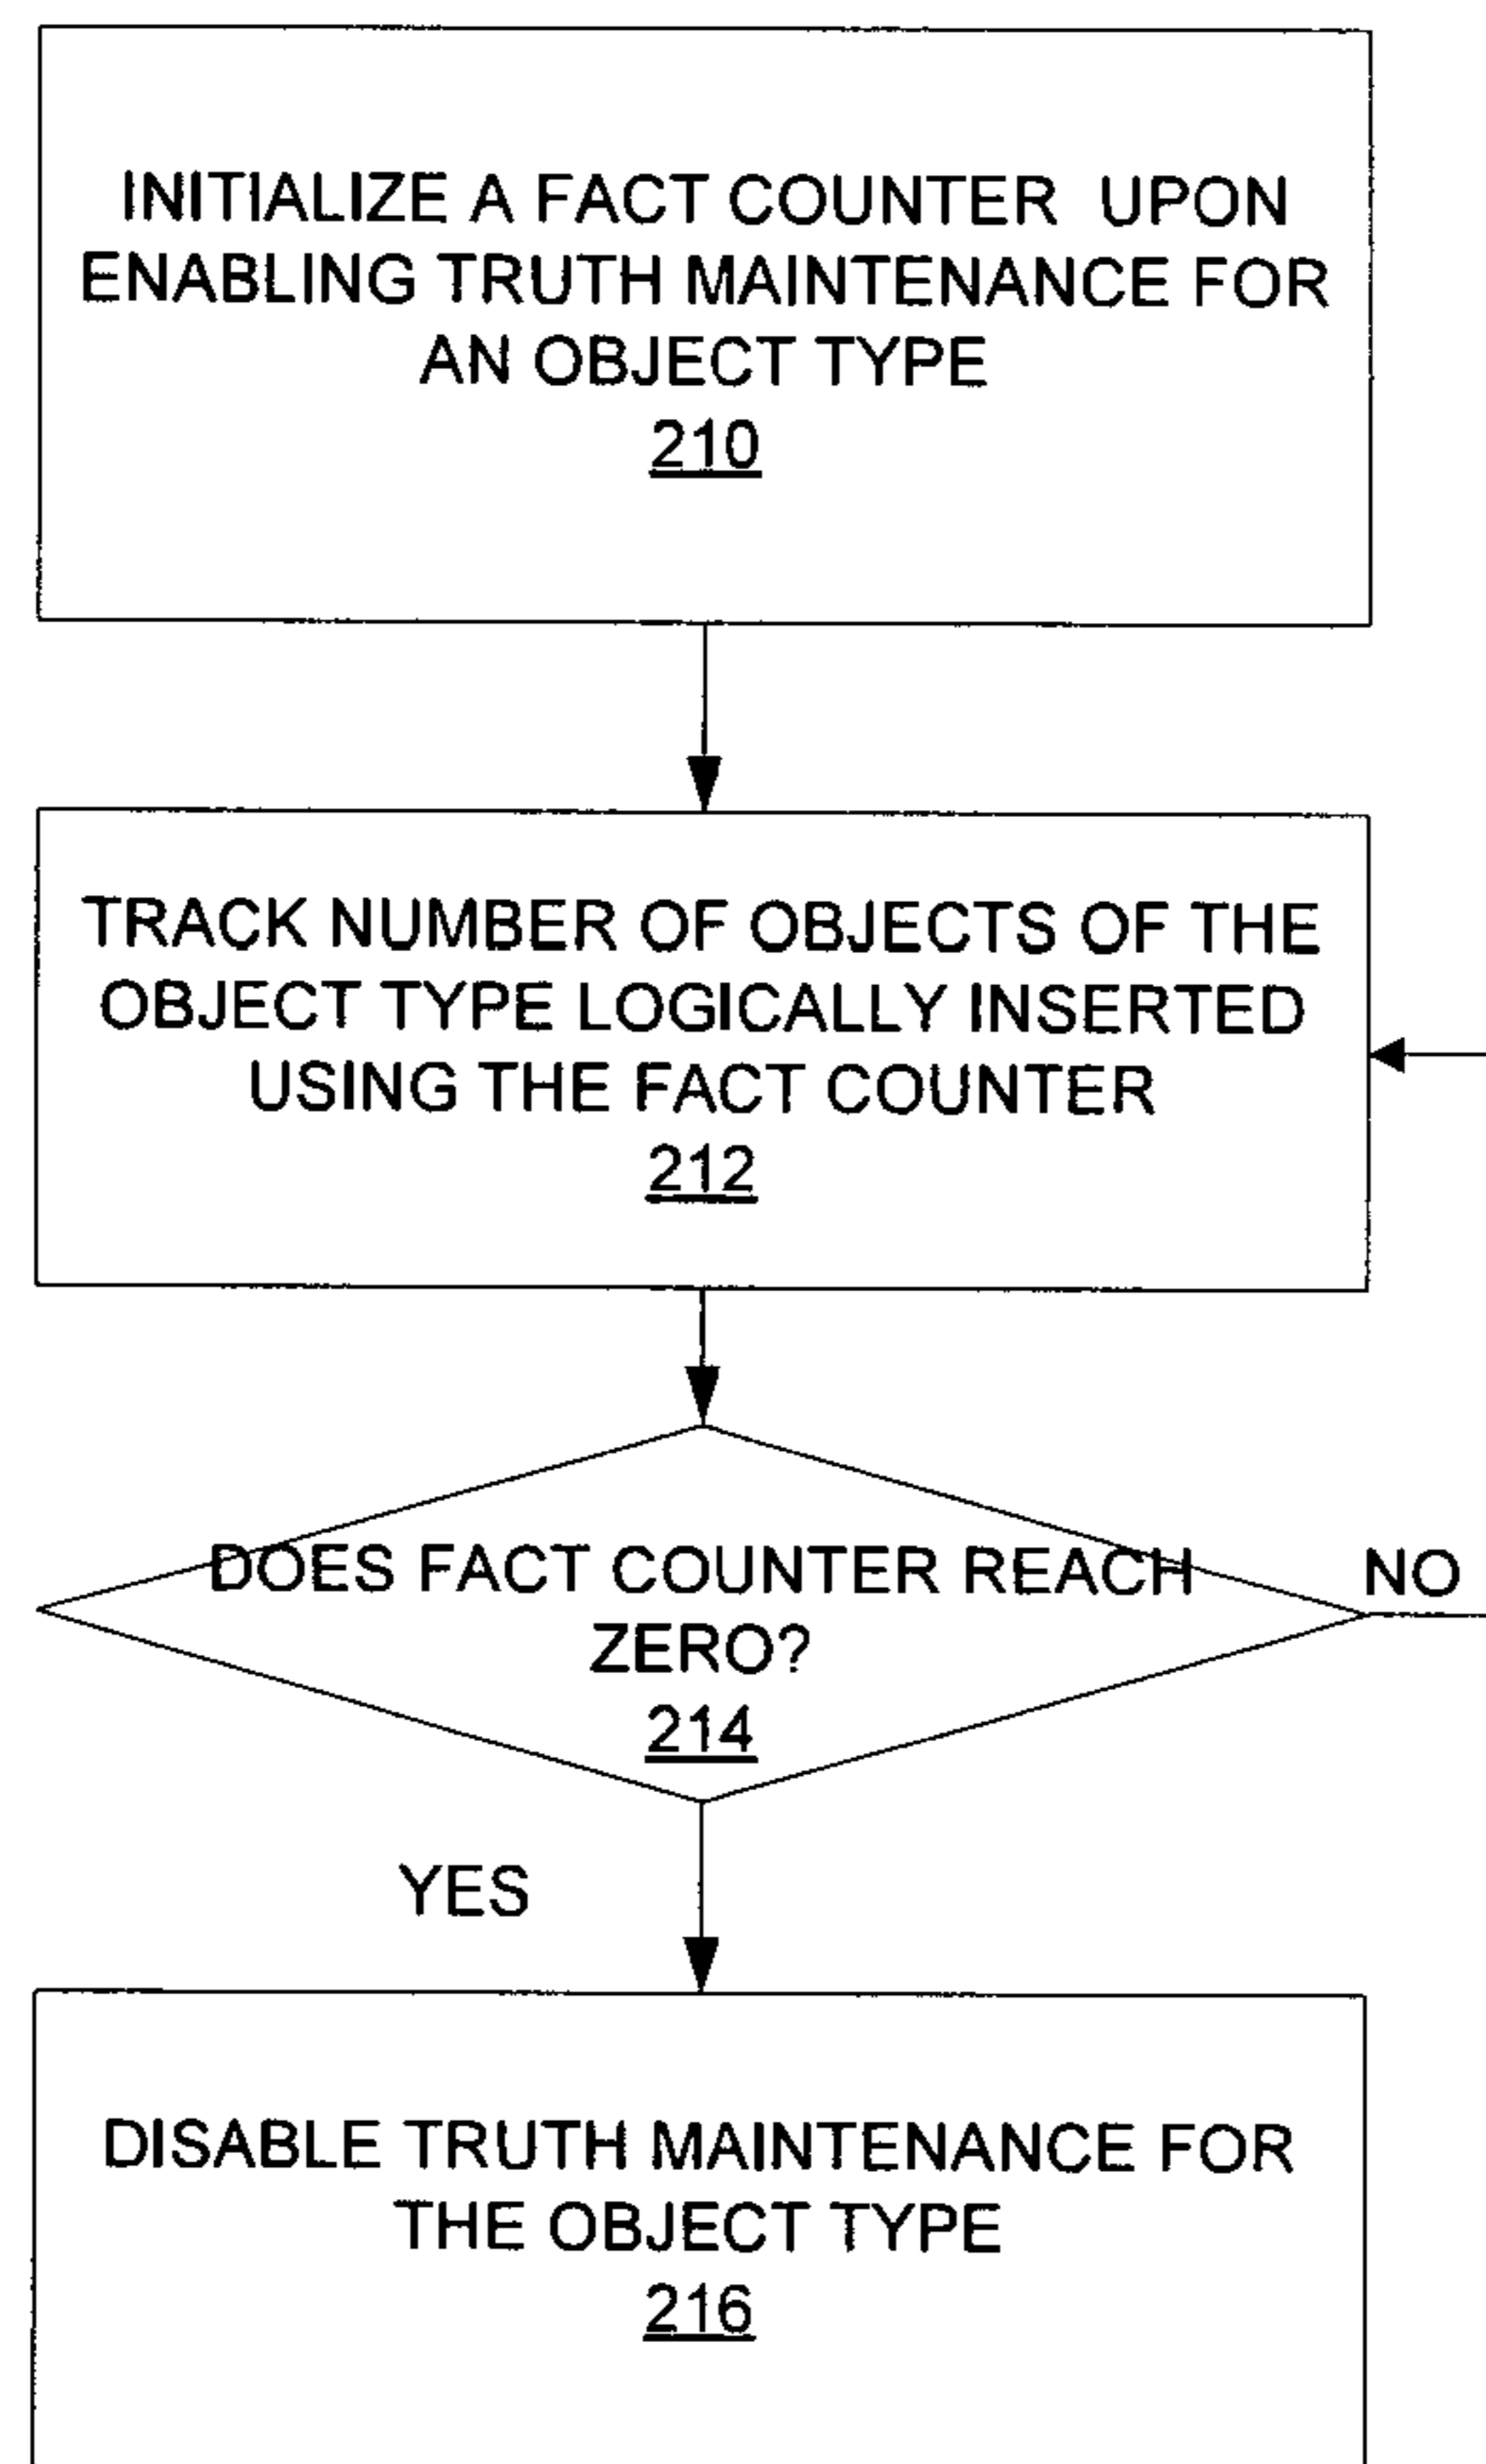 INITIALIZE A FACT COUNTER UPON
ENABLING TRUTH MAINTENANCE FOR
AN OBJECT TYPE
210
TRACK NUMBER OF OBJECTS OF THE
OBJECT TYPE LOGICALLY INSERTED
USING THE FACT COUNTER
212
DOES FACT COUNTER REACH
ZERO?
214
NO
YES
DISABLE TRUTH MAINTENANCE FOR
THE OBJECT TYPE
216